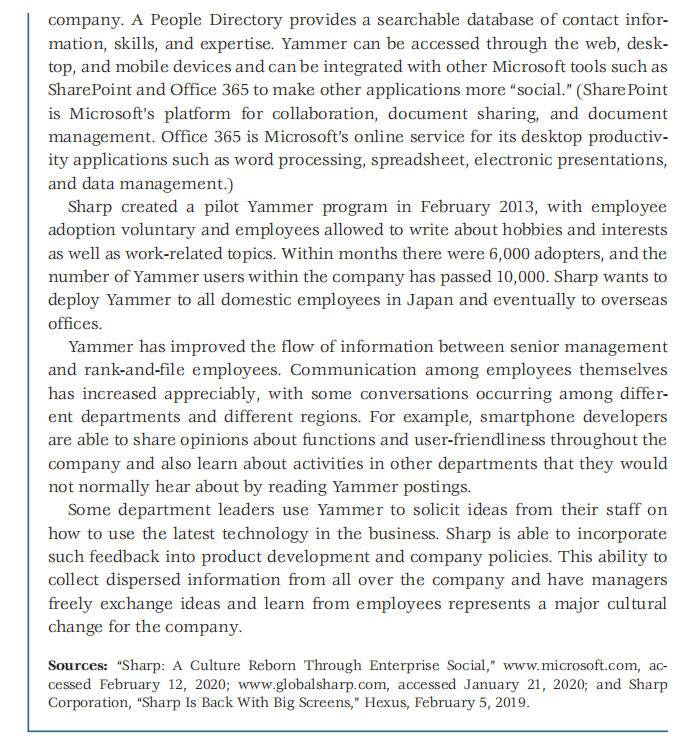 company. A People Directory provides a searchable database of contact infor-
mation, skills, and expertise. Yammer can be accessed through the web, desk-
top, and mobile devices and can be integrated with other Microsoft tools such as
SharePoint and Office 365 to make other applications more “social.” (SharePoint
is Microsoft’s platform for collaboration, document sharing, and document
management. Office 365 is Microsoft’s online service for its desktop productiv-
ity applications such as word processing, spreadsheet, electronic presentations,
and data management.)
Sharp created a pilot Yammer program in February 2013, with employee
adoption voluntary and employees allowed to write about hobbies and interests
as well as work-related topics. Within months there were 6,000 adopters, and the
number of Yammer users within the company has passed 10,000. Sharp wants to
deploy Yammer to all domestic employees in Japan and eventually to overseas
offices.
Yammer has improved the flow of information between senior management
and rank-and-file employees. Communication among employees themselves
has increased appreciably, with some conversations occurring among differ-
ent departments and different regions. For example, smartphone developers
are able to share opinions about functions and user-friendliness throughout the
company and also learn about activities in other departments that they would
not normally hear about by reading Yammer postings.
Some department leaders use Yammer to solicit ideas from their staff on
how to use the latest technology in the business. Sharp is able to incorporate
such feedback into product development and company policies. This ability to
collect dispersed information from all over the company and have managers
freely exchange ideas and learn from employees represents a major cultural
change for the company.
Sources: “Sharp: A Culture Reborn Through Enterprise Social,” www.microsoft.com, ac-
cessed February 12, 2020; www.globalsharp.com, accessed January 21, 2020; and Sharp
Corporation, “Sharp Is Back With Big Screens,” Hexus, February 5, 2019.